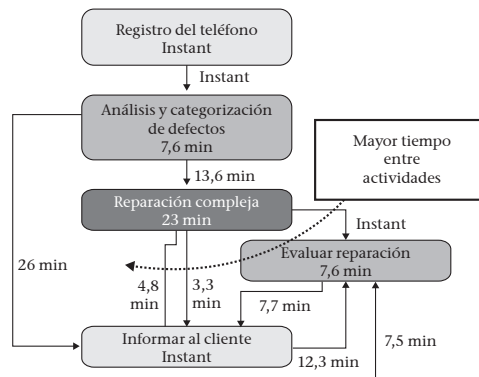 Registro del teléfono
Instant
Instant
Análisis y categorización
de defectos
7,6 min
Mayor tiempo
entre
actividades
13,6 min
Reparación compleja
23 min
Instant
Evaluar reparación
7,6 min
26 min
4,8
min
3,3
min
7,7 min
7,5 min
Informar al cliente
Instant
12,3 min